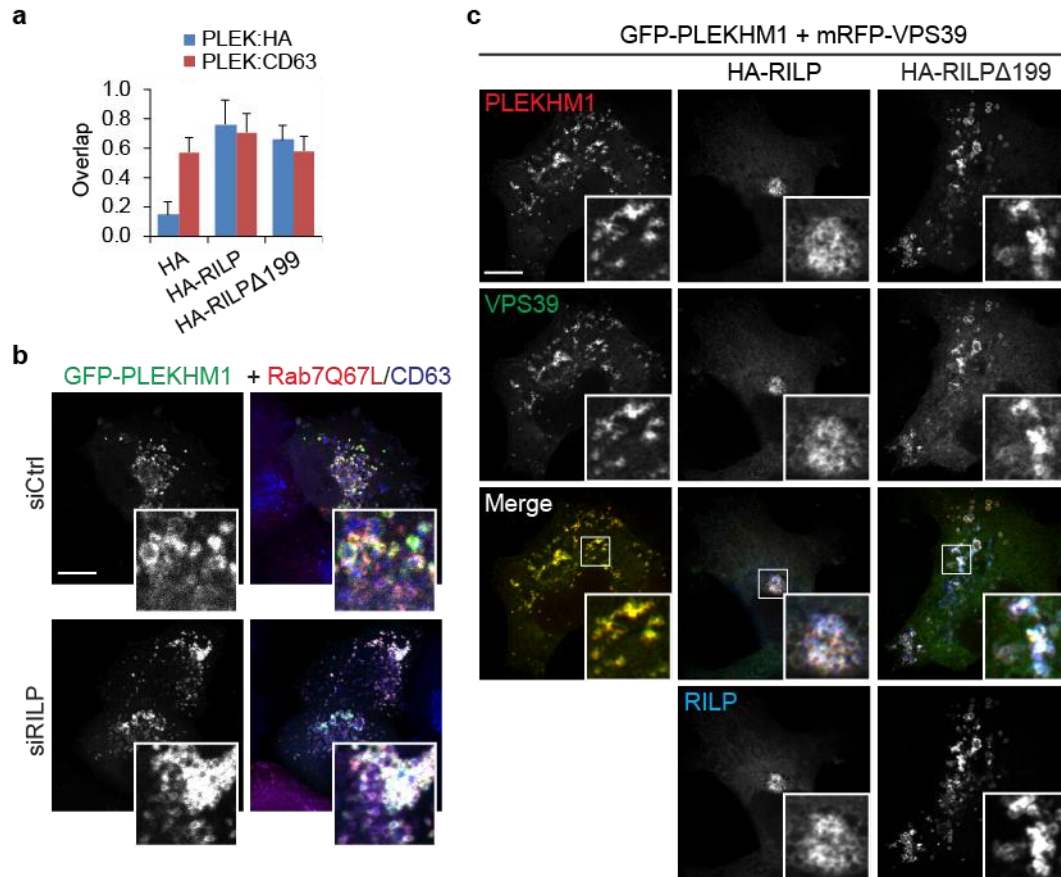 a
PLEK:HA
PLEK:CD63
Overlap
1.0
0.8
0.6
0.4
0.2
0.0
HA
HA-RILP
HA-RILPΔ199
b
GFP-PLEKHM1 + Rab7Q67L/CD63
siCtrl
siRILP
c
GFP-PLEKHM1 + mRFP-VPS39
HA-RILP HA-RILPΔ199
PLEKHM1
VPS39
Merge
RILP